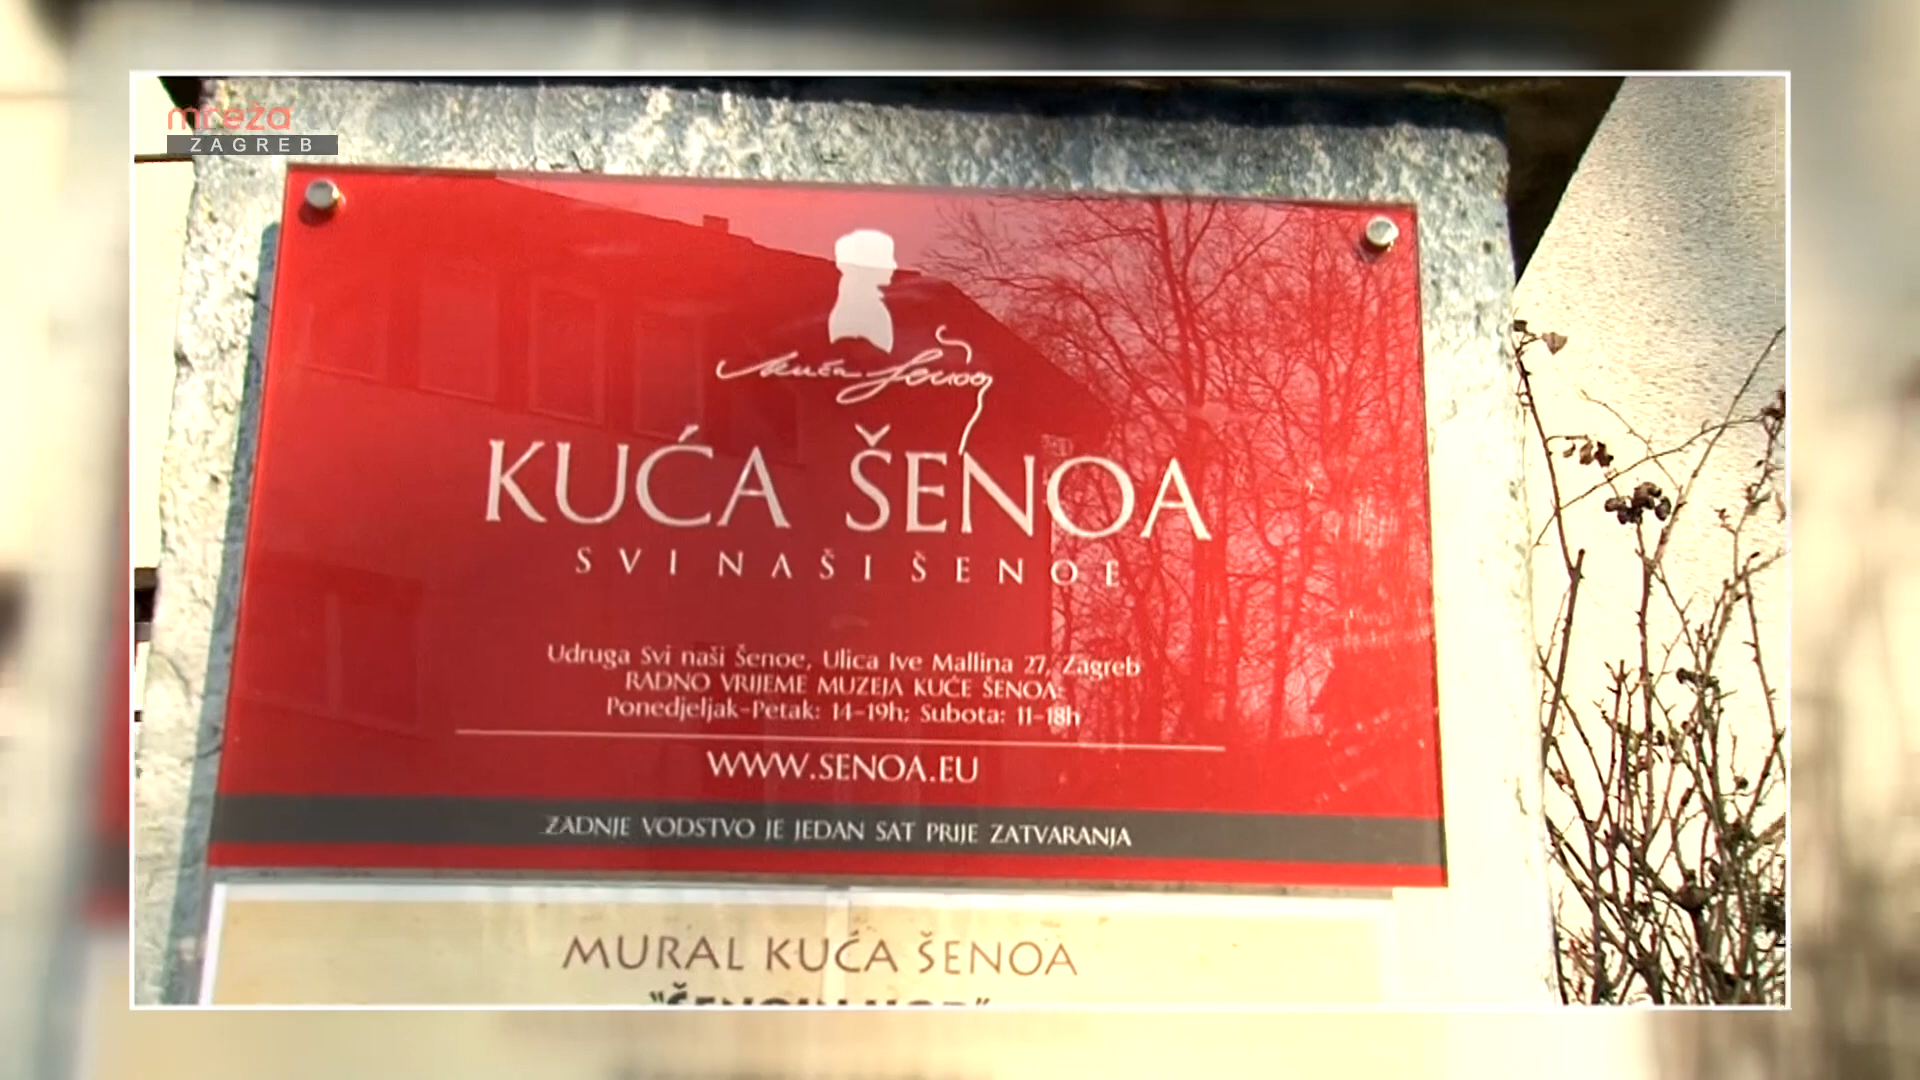 mreža
ZAGREB
Kuća Šenoa
KUĆA ŠENOA
SVI NAŠI ŠENOE
Udruga Svi naši Šenoe, Ulica Ive Mallina 27, Zagreb
RADNO VRIJEME MUZEJA KUĆE ŠENOA:
Ponedjeljak-Petak: 14-19h; Subota: 11-18h
WWW.SENOA.EU
ZADNJE VODSTVO JE JEDAN SAT PRIJE ZATVARANJA
MURAL KUĆA ŠENOA